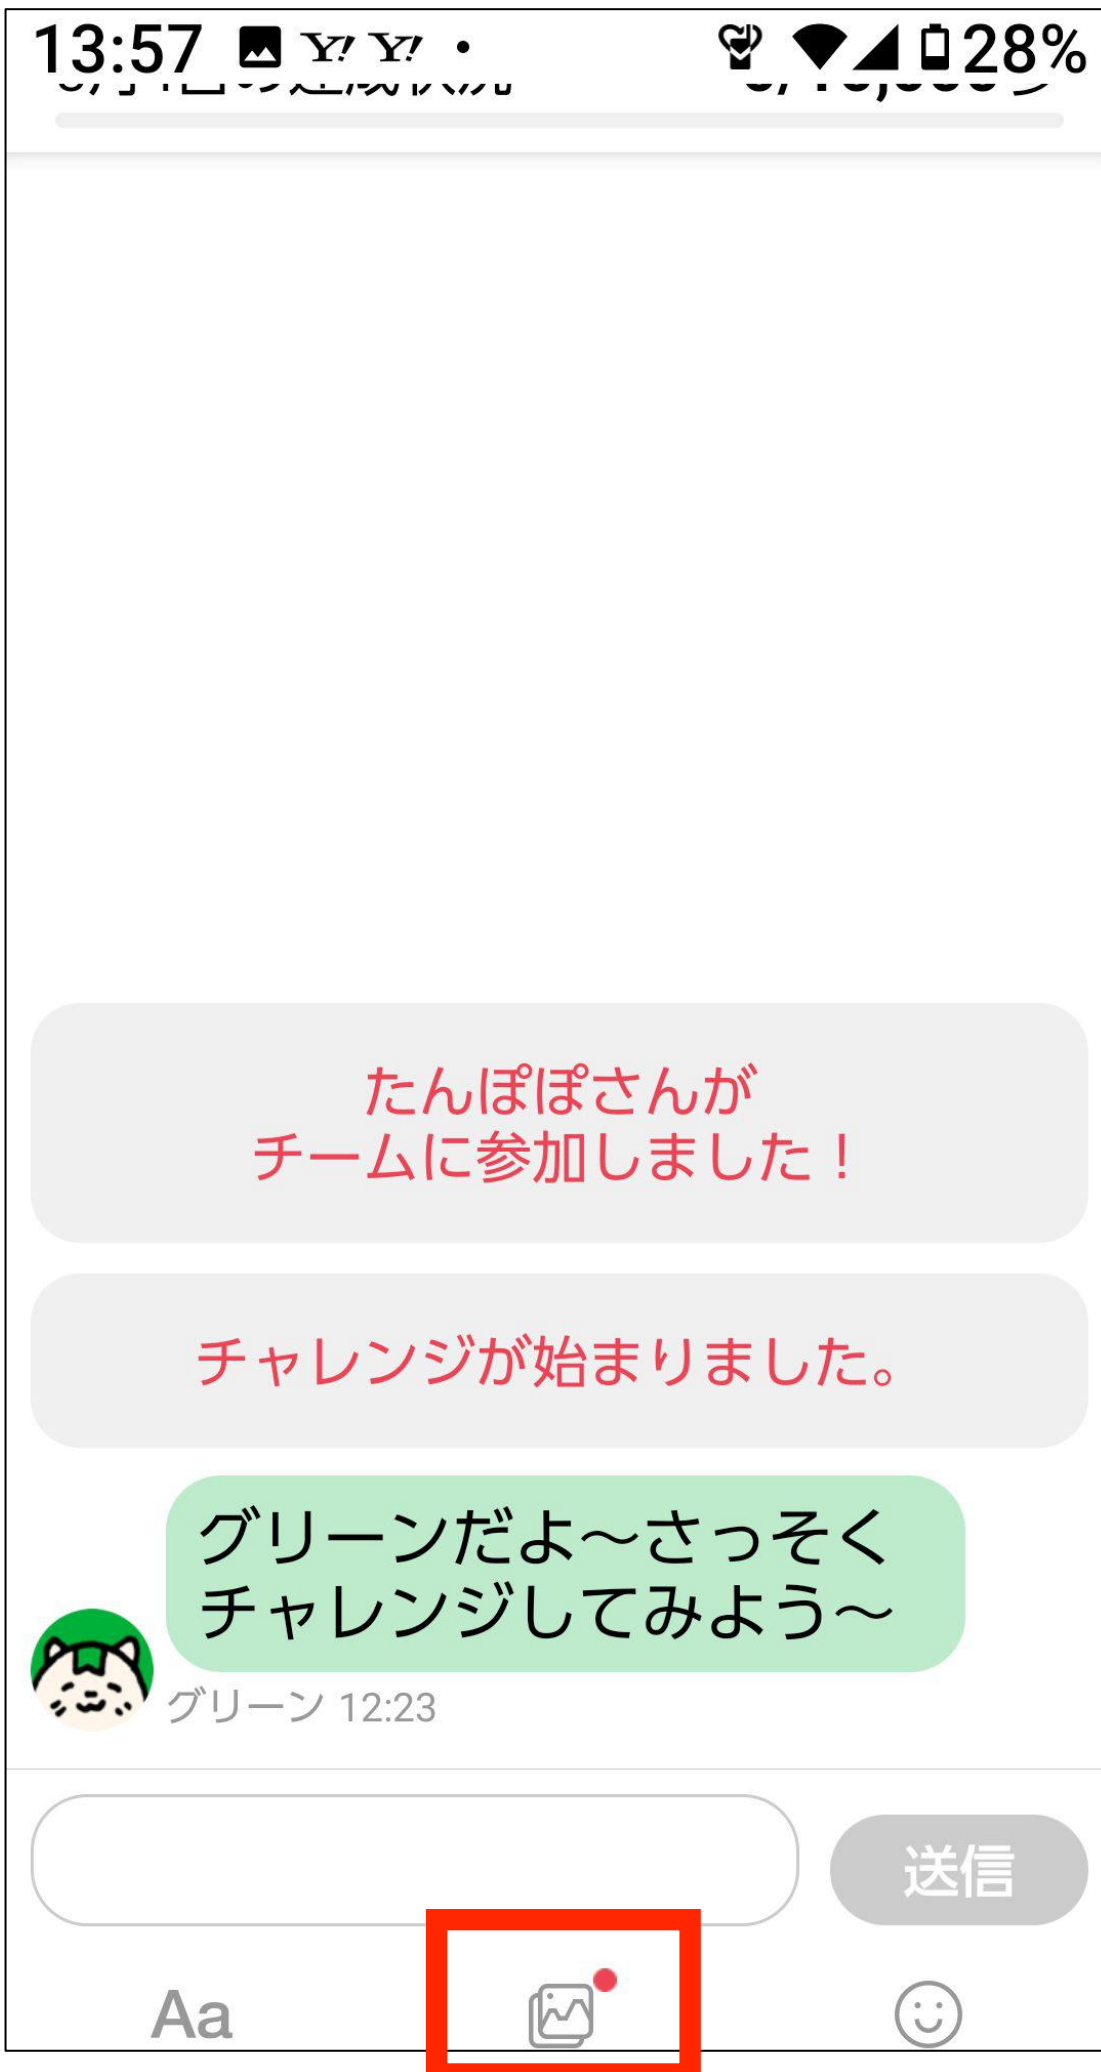 13:57 Y! Y! • 28%
たんぽぽさんが
チームに参加しました！
チャレンジが始まりました。
グリーンだよ〜さっそく
チャレンジしてみよう〜
グリーン 12:23
送信
Aa